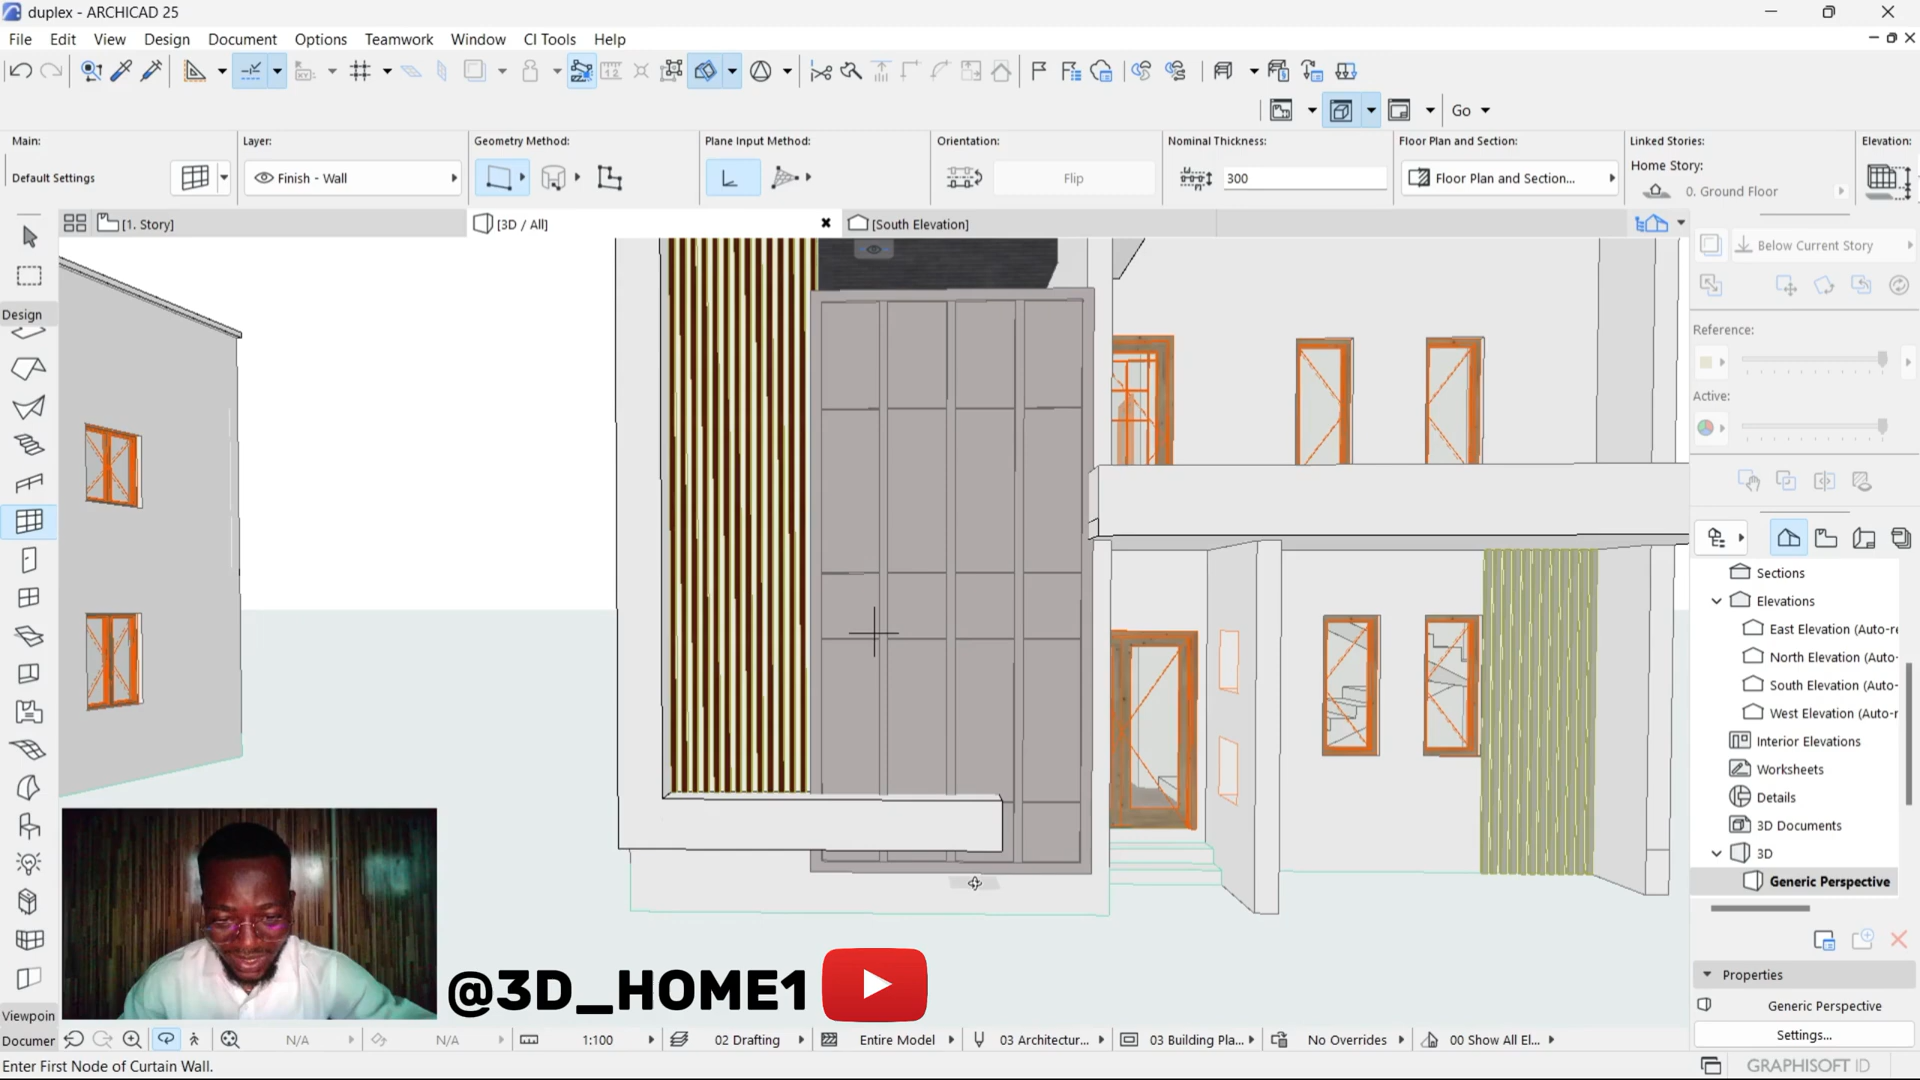 duplex - ARCHICAD 25
File Edit View Design Document Options Teamwork Window CI Tools Help
Go
Main: Layer: Geometry Method: Plane Input Method: Orientation: Nominal Thickness: Floor Plan and Section: Linked Stories: Elevation:
Default Settings
Finish - Wall
Flip
300
Floor Plan and Section...
Home Story:
0. Ground Floor
[1. Story]
[3D / All]
[South Elevation]
Design
Below Current Story
Reference:
Active:
Sections
Elevations
East Elevation (Auto-re
North Elevation (Auto-
South Elevation (Auto-
West Elevation (Auto-r
Interior Elevations
Worksheets
Details
3D Documents
3D
Generic Perspective
Properties
Generic Perspective
Settings...
@3D_HOME1
Viewpoin
Documer
N/A
N/A
1:100
02 Drafting
Entire Model
03 Architectur...
03 Building Pla...
No Overrides
00 Show All El...
Enter First Node of Curtain Wall.
GRAPHISOFT ID